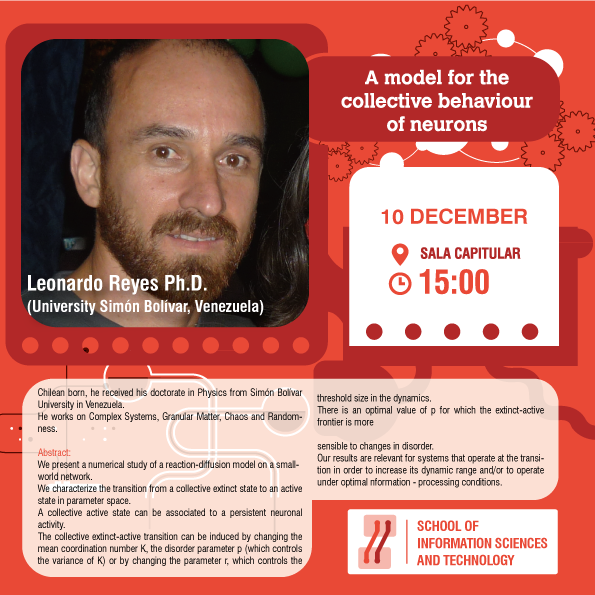 A model for the
collective behaviour
of neurons
10 DECEMBER
SALA CAPITULAR
15:00
Leonardo Reyes Ph.D.
(University Simón Bolívar, Venezuela)
Chilean born, he received his doctorate in Physics from Simón Bolívar
University in Venezuela.
He works on Complex Systems, Granular Matter, Chaos and Random-
ness.
Abstract:
We present a numerical study of a reaction-diffusion model on a small-
world network.
We characterize the transition from a collective extinct state to an active
state in parameter space.
A collective active state can be associated to a persistent neuronal
activity.
The collective extinct-active transition can be induced by changing the
mean coordination number K, the disorder parameter p (which controls
the variance of K) or by changing the parameter r, which controls the
threshold size in the dynamics.
There is an optimal value of p for which the extinct-active
frontier is more
sensible to changes in disorder.
Our results are relevant for systems that operate at the transi-
tion in order to increase its dynamic range and/or to operate
under optimal nformation - processing conditions.
SCHOOL OF
INFORMATION SCIENCES
AND TECHNOLOGY